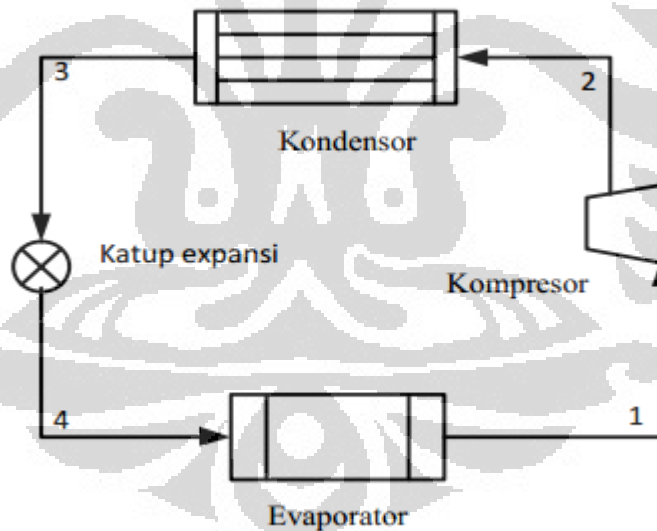 3
2
Kondensor
Katup expansi
Kompresor
4
1
Evaporator